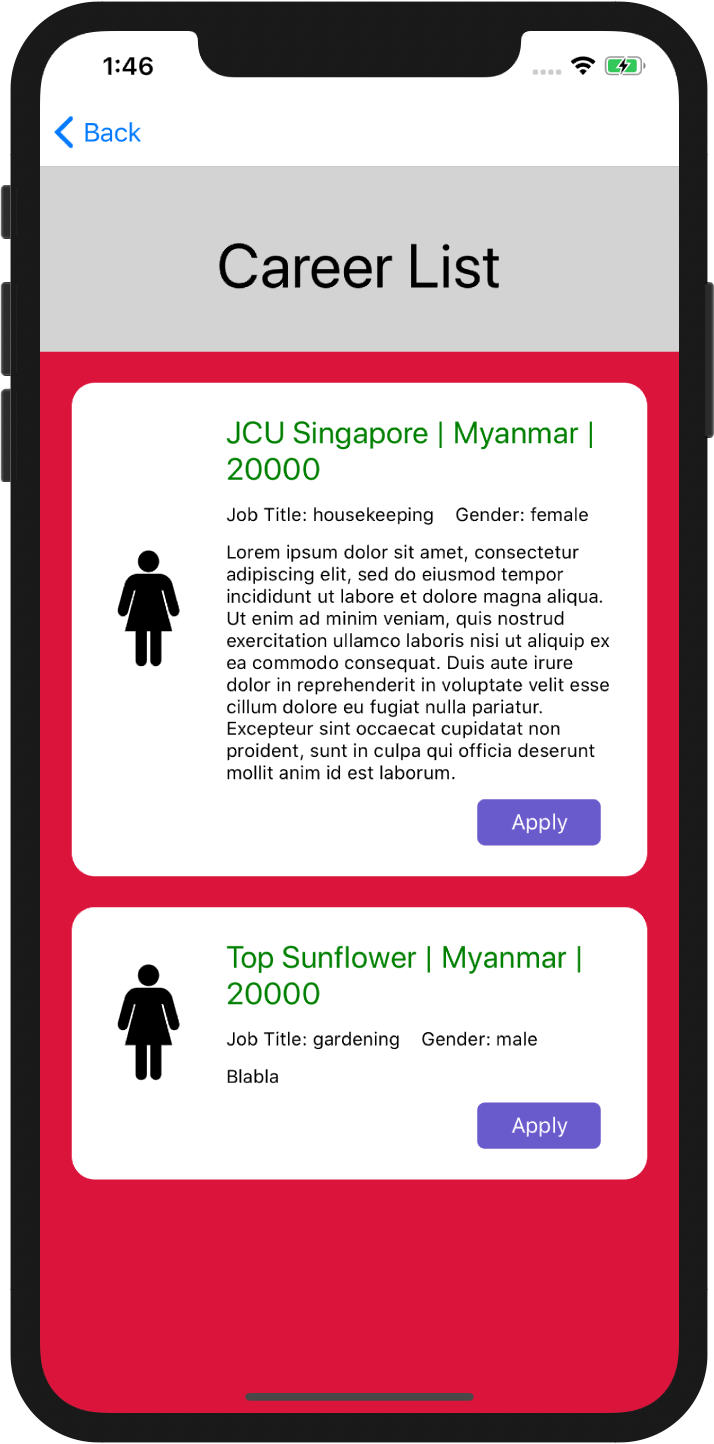 1:46
Back
Career List
JCU Singapore | Myanmar |
20000
Job Title: housekeeping Gender: female
Lorem ipsum dolor sit amet, consectetur
adipiscing elit, sed do eiusmod tempor
incididunt ut labore et dolore magna aliqua.
Ut enim ad minim veniam, quis nostrud
exercitation ullamco laboris nisi ut aliquip ex
ea commodo consequat. Duis aute irure
dolor in reprehenderit in voluptate velit esse
cillum dolore eu fugiat nulla pariatur.
Excepteur sint occaecat cupidatat non
proident, sunt in culpa qui officia deserunt
mollit anim id est laborum.
Apply
Top Sunflower | Myanmar |
20000
Job Title: gardening Gender: male
Blabla
Apply